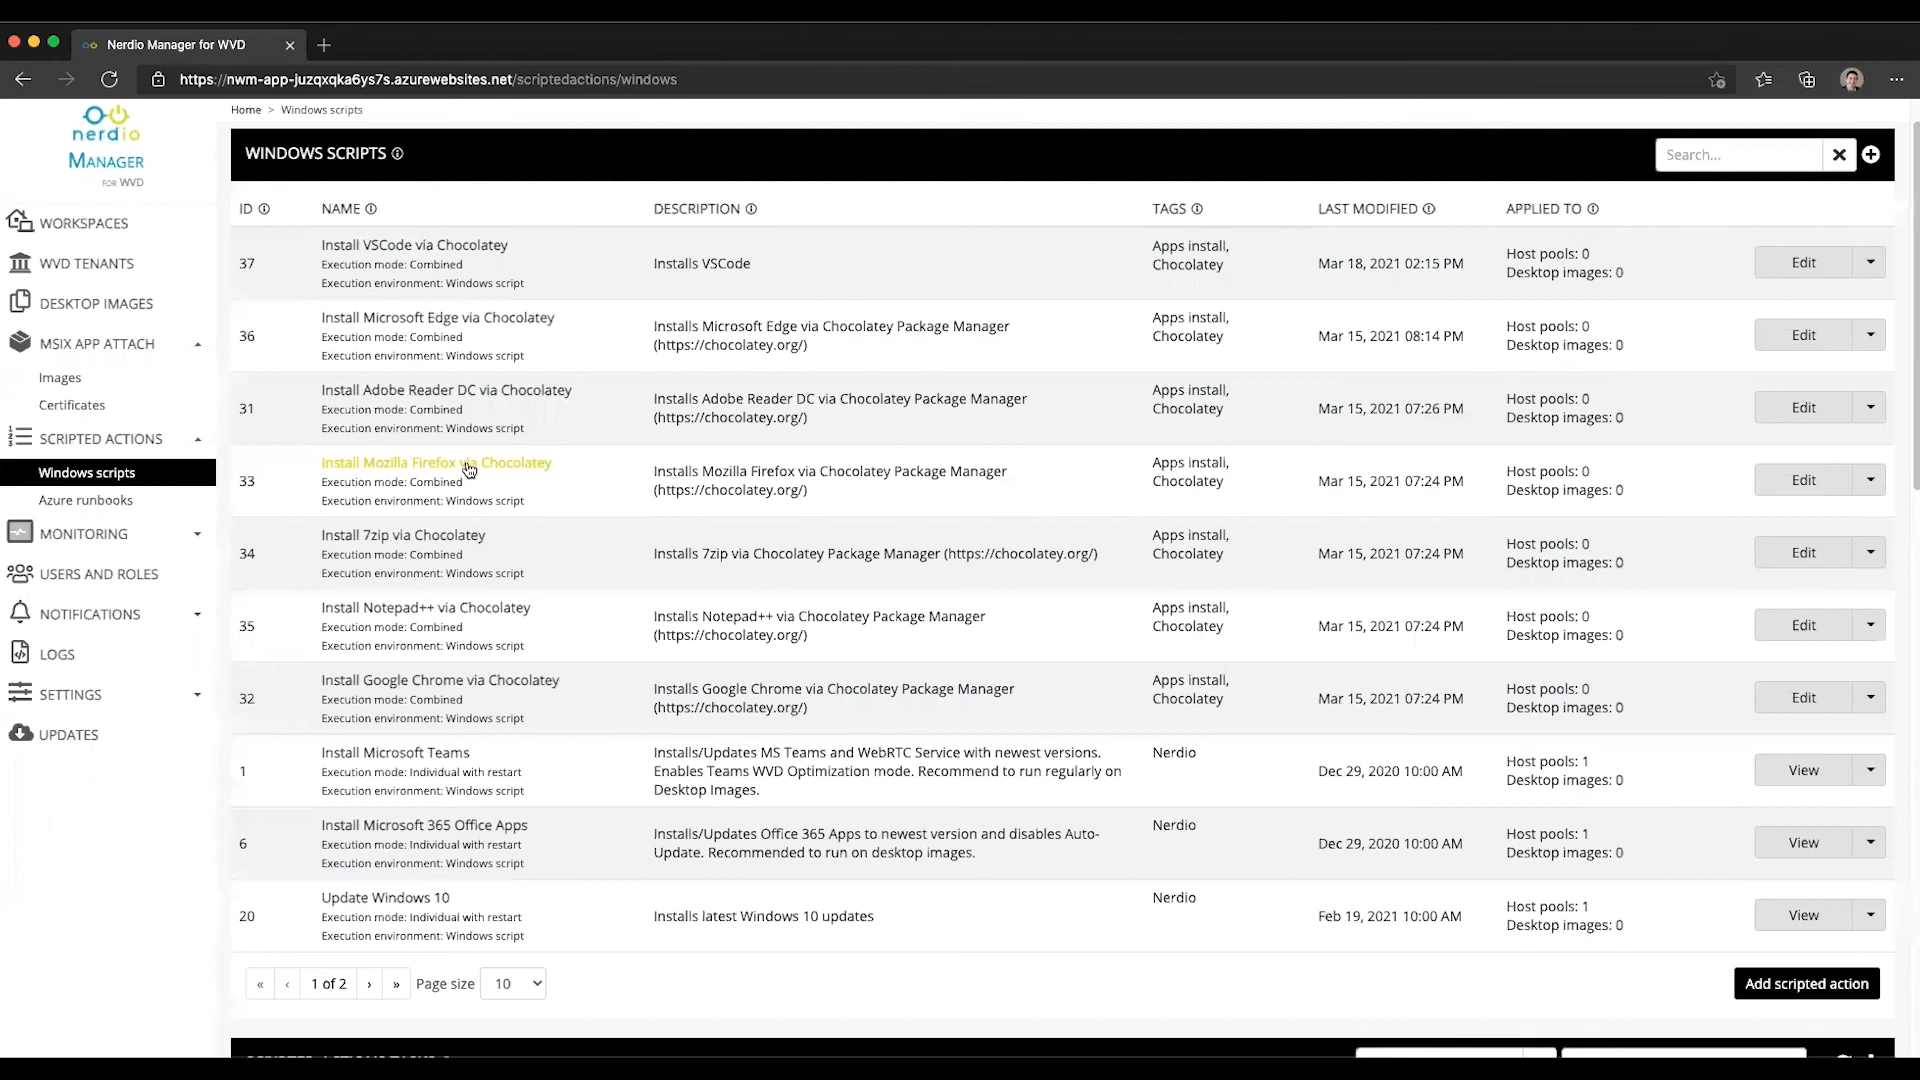 Nerdio Manager for WVD
https://nwm-app-juzqxqka6ys7s.azurewebsites.net/scriptedactions/windows
nerdio
MANAGER
FOR WVD
WORKSPACES
WVD TENANTS
DESKTOP IMAGES
MSIX APP ATTACH
Images
Certificates
SCRIPTED ACTIONS
Windows scripts
Azure runbooks
MONITORING
USERS AND ROLES
NOTIFICATIONS
LOGS
SETTINGS
UPDATES
Home > Windows scripts
WINDOWS SCRIPTS
Search...
ID NAME DESCRIPTION TAGS LAST MODIFIED APPLIED TO
37
Install VSCode via Chocolatey
Execution mode: Combined
Execution environment: Windows script
Installs VSCode
Apps install,
Chocolatey
Mar 18, 2021 02:15 PM
Host pools: 0
Desktop images: 0
Edit
36
Install Microsoft Edge via Chocolatey
Execution mode: Combined
Execution environment: Windows script
Installs Microsoft Edge via Chocolatey Package Manager
(https://chocolatey.org/)
Apps install,
Chocolatey
Mar 15, 2021 08:14 PM
Host pools: 0
Desktop images: 0
Edit
31
Install Adobe Reader DC via Chocolatey
Execution mode: Combined
Execution environment: Windows script
Installs Adobe Reader DC via Chocolatey Package Manager
(https://chocolatey.org/)
Apps install,
Chocolatey
Mar 15, 2021 07:26 PM
Host pools: 0
Desktop images: 0
Edit
33
Install Mozilla Firefox via Chocolatey
Execution mode: Combined
Execution environment: Windows script
Installs Mozilla Firefox via Chocolatey Package Manager
(https://chocolatey.org/)
Apps install,
Chocolatey
Mar 15, 2021 07:24 PM
Host pools: 0
Desktop images: 0
Edit
34
Install 7zip via Chocolatey
Execution mode: Combined
Execution environment: Windows script
Installs 7zip via Chocolatey Package Manager (https://chocolatey.org/)
Apps install,
Chocolatey
Mar 15, 2021 07:24 PM
Host pools: 0
Desktop images: 0
Edit
35
Install Notepad++ via Chocolatey
Execution mode: Combined
Execution environment: Windows script
Installs Notepad++ via Chocolatey Package Manager
(https://chocolatey.org/)
Apps install,
Chocolatey
Mar 15, 2021 07:24 PM
Host pools: 0
Desktop images: 0
Edit
32
Install Google Chrome via Chocolatey
Execution mode: Combined
Execution environment: Windows script
Installs Google Chrome via Chocolatey Package Manager
(https://chocolatey.org/)
Apps install,
Chocolatey
Mar 15, 2021 07:24 PM
Host pools: 0
Desktop images: 0
Edit
1
Install Microsoft Teams
Execution mode: Individual with restart
Execution environment: Windows script
Installs/Updates MS Teams and WebRTC Service with newest versions.
Enables Teams WVD Optimization mode. Recommend to run regularly on
Desktop Images.
Nerdio
Dec 29, 2020 10:00 AM
Host pools: 1
Desktop images: 0
View
6
Install Microsoft 365 Office Apps
Execution mode: Individual with restart
Execution environment: Windows script
Installs/Updates Office 365 Apps to newest version and disables Auto-
Update. Recommended to run on desktop images.
Nerdio
Dec 29, 2020 10:00 AM
Host pools: 1
Desktop images: 0
View
20
Update Windows 10
Execution mode: Individual with restart
Execution environment: Windows script
Installs latest Windows 10 updates
Nerdio
Feb 19, 2021 10:00 AM
Host pools: 1
Desktop images: 0
View
« ‹ 1 of 2 › » Page size 10
Add scripted action